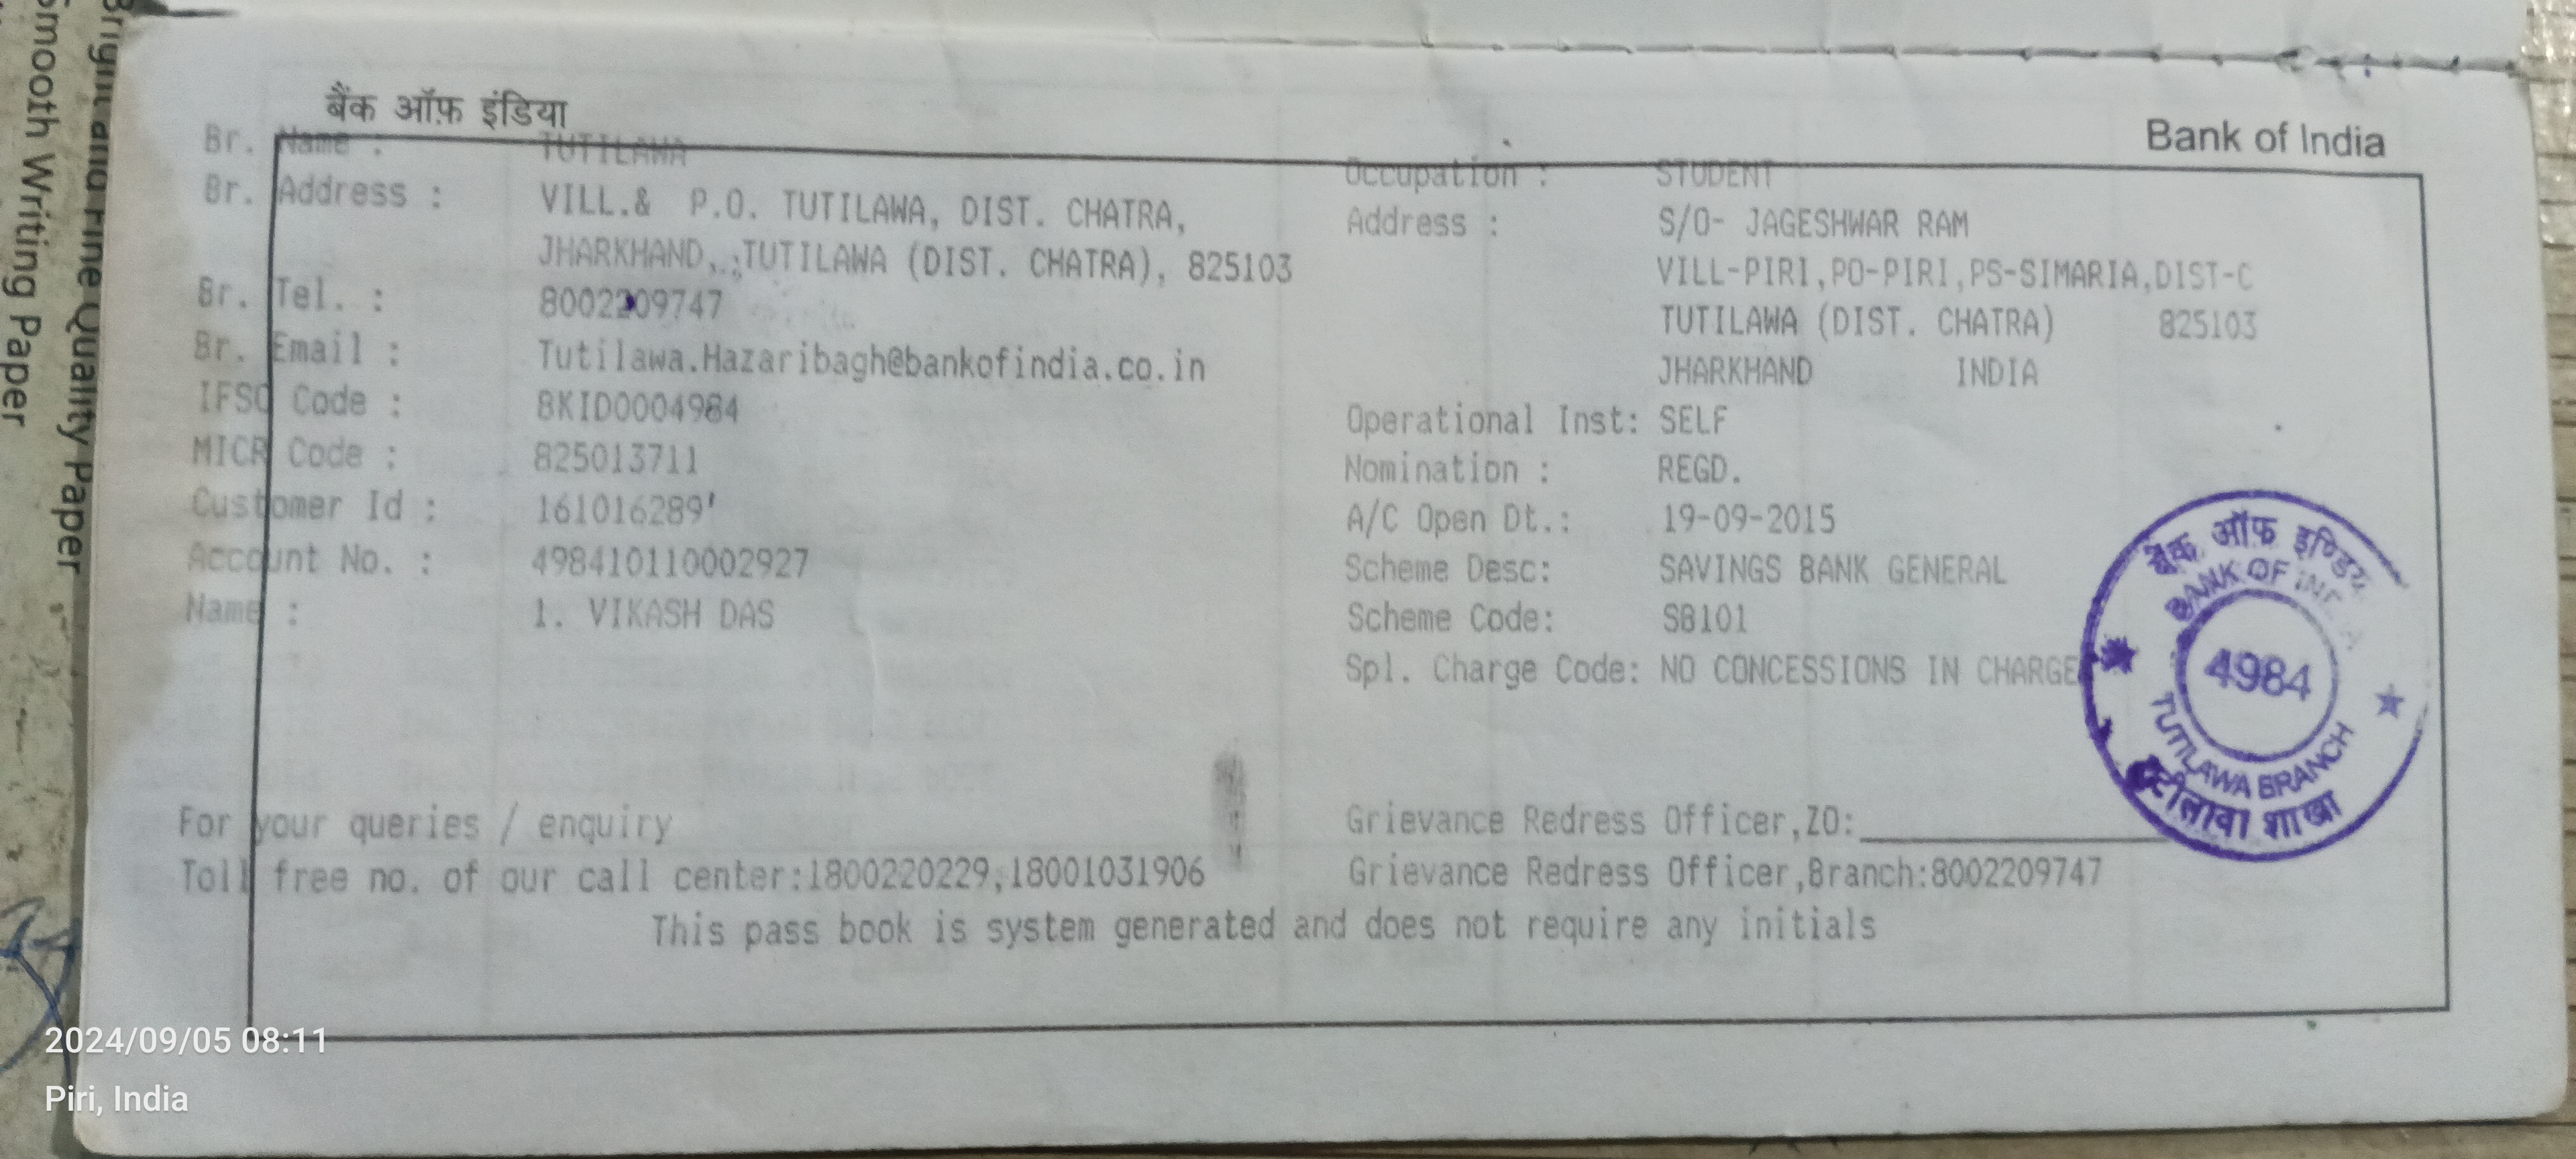 Bright and Fine Quality Paper
Smooth Writing Paper
बैंक ऑफ़ इंडिया
Bank of India
Br. Name : TUTILAWA
Br. Address : VILL.& P.O. TUTILAWA, DIST. CHATRA,
JHARKHAND, ,TUTILAWA (DIST. CHATRA), 825103
Br. Tel. : 8002209747
Br. Email : Tutilawa.Hazaribagh@bankofindia.co.in
IFSC Code : BKID0004984
MICR Code : 825013711
Customer Id : 161016289'
Account No. : 498410110002927
Name : 1. VIKASH DAS
Occupation : STUDENT
Address : S/O- JAGESHWAR RAM
VILL-PIRI,PO-PIRI,PS-SIMARIA,DIST-C
TUTILAWA (DIST. CHATRA) 825103
JHARKHAND INDIA
Operational Inst: SELF
Nomination : REGD.
A/C Open Dt.: 19-09-2015
Scheme Desc: SAVINGS BANK GENERAL
Scheme Code: SB101
Spl. Charge Code: NO CONCESSIONS IN CHARGE
बैंक ऑफ इण्डिया
BANK OF INDIA
4984
TUTILAWA BRANCH
टुटीलावा शाखा
For your queries / enquiry
Toll free no. of our call center:1800220229;18001031906
Grievance Redress Officer,ZO:
Grievance Redress Officer,Branch:8002209747
This pass book is system generated and does not require any initials
2024/09/05 08:11
Piri, India